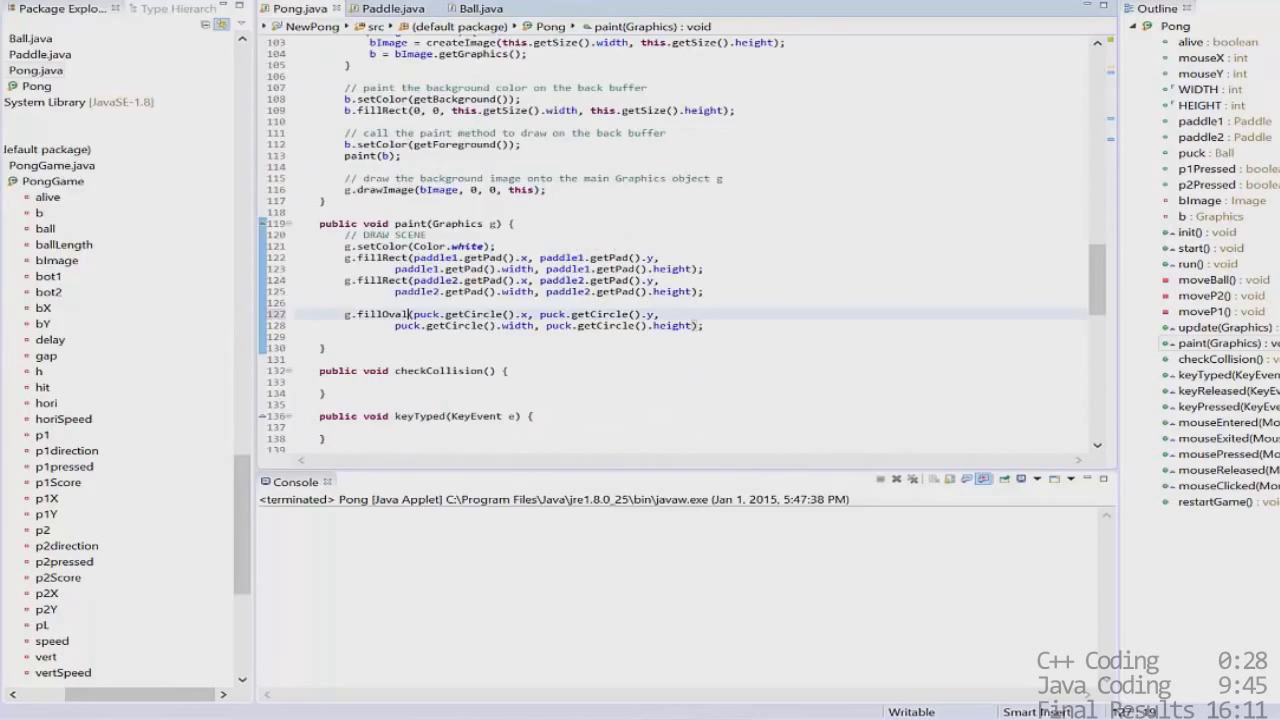 Package Explo...
Type Hierarch
Ball.java
Paddle.java
Pong.java
Pong
System Library [JavaSE-1.8]
default package)
PongGame.java
PongGame
alive
b
ball
ballLength
bImage
bot1
bot2
bX
bY
delay
gap
h
hit
hori
horiSpeed
p1
p1direction
p1pressed
p1Score
p1X
p1Y
p2
p2direction
p2pressed
p2Score
p2X
p2Y
pL
speed
vert
vertSpeed
Pong.java Paddle.java Ball.java
NewPong src (default package) Pong paint(Graphics) : void
103 bImage = createImage(this.getSize().width, this.getSize().height);
104 b = bImage.getGraphics();
105 }
106
107 // paint the background color on the back buffer
108 b.setColor(getBackground());
109 b.fillRect(0, 0, this.getSize().width, this.getSize().height);
110
111 // call the paint method to draw on the back buffer
112 b.setColor(getForeground());
113 paint(b);
114
115 // draw the background image onto the main Graphics object g
116 g.drawImage(bImage, 0, 0, this);
117 }
118
119 public void paint(Graphics g) {
120 // DRAW SCENE
121 g.setColor(Color.white);
122 g.fillRect(paddle1.getPad().x, paddle1.getPad().y,
123 paddle1.getPad().width, paddle1.getPad().height);
124 g.fillRect(paddle2.getPad().x, paddle2.getPad().y,
125 paddle2.getPad().width, paddle2.getPad().height);
126
127 g.fillOval(puck.getCircle().x, puck.getCircle().y,
128 puck.getCircle().width, puck.getCircle().height);
129
130 }
131
132 public void checkCollision() {
133
134 }
135
136 public void keyTyped(KeyEvent e) {
137
138 }
139
Console
<terminated> Pong [Java Applet] C:\Program Files\Java\jre1.8.0_25\bin\javaw.exe (Jan 1, 2015, 5:47:38 PM)
Outline
Pong
alive : boolean
mouseX : int
mouseY : int
WIDTH : int
HEIGHT : int
paddle1 : Paddle
paddle2 : Paddle
puck : Ball
p1Pressed : boolean
p2Pressed : boolean
bImage : Image
b : Graphics
init() : void
start() : void
run() : void
moveBall() : void
moveP2() : void
moveP1() : void
update(Graphics) :
paint(Graphics) : vo
checkCollision() : v
keyTyped(KeyEven
keyReleased(KeyEv
keyPressed(KeyEve
mouseEntered(Mo
mouseExited(Mous
mousePressed(Mo
mouseReleased(Mo
mouseClicked(Mou
restartGame() : voi
C++ Coding 0:28
Java Coding 9:45
Final Results 16:11
Writable
Smart Insert